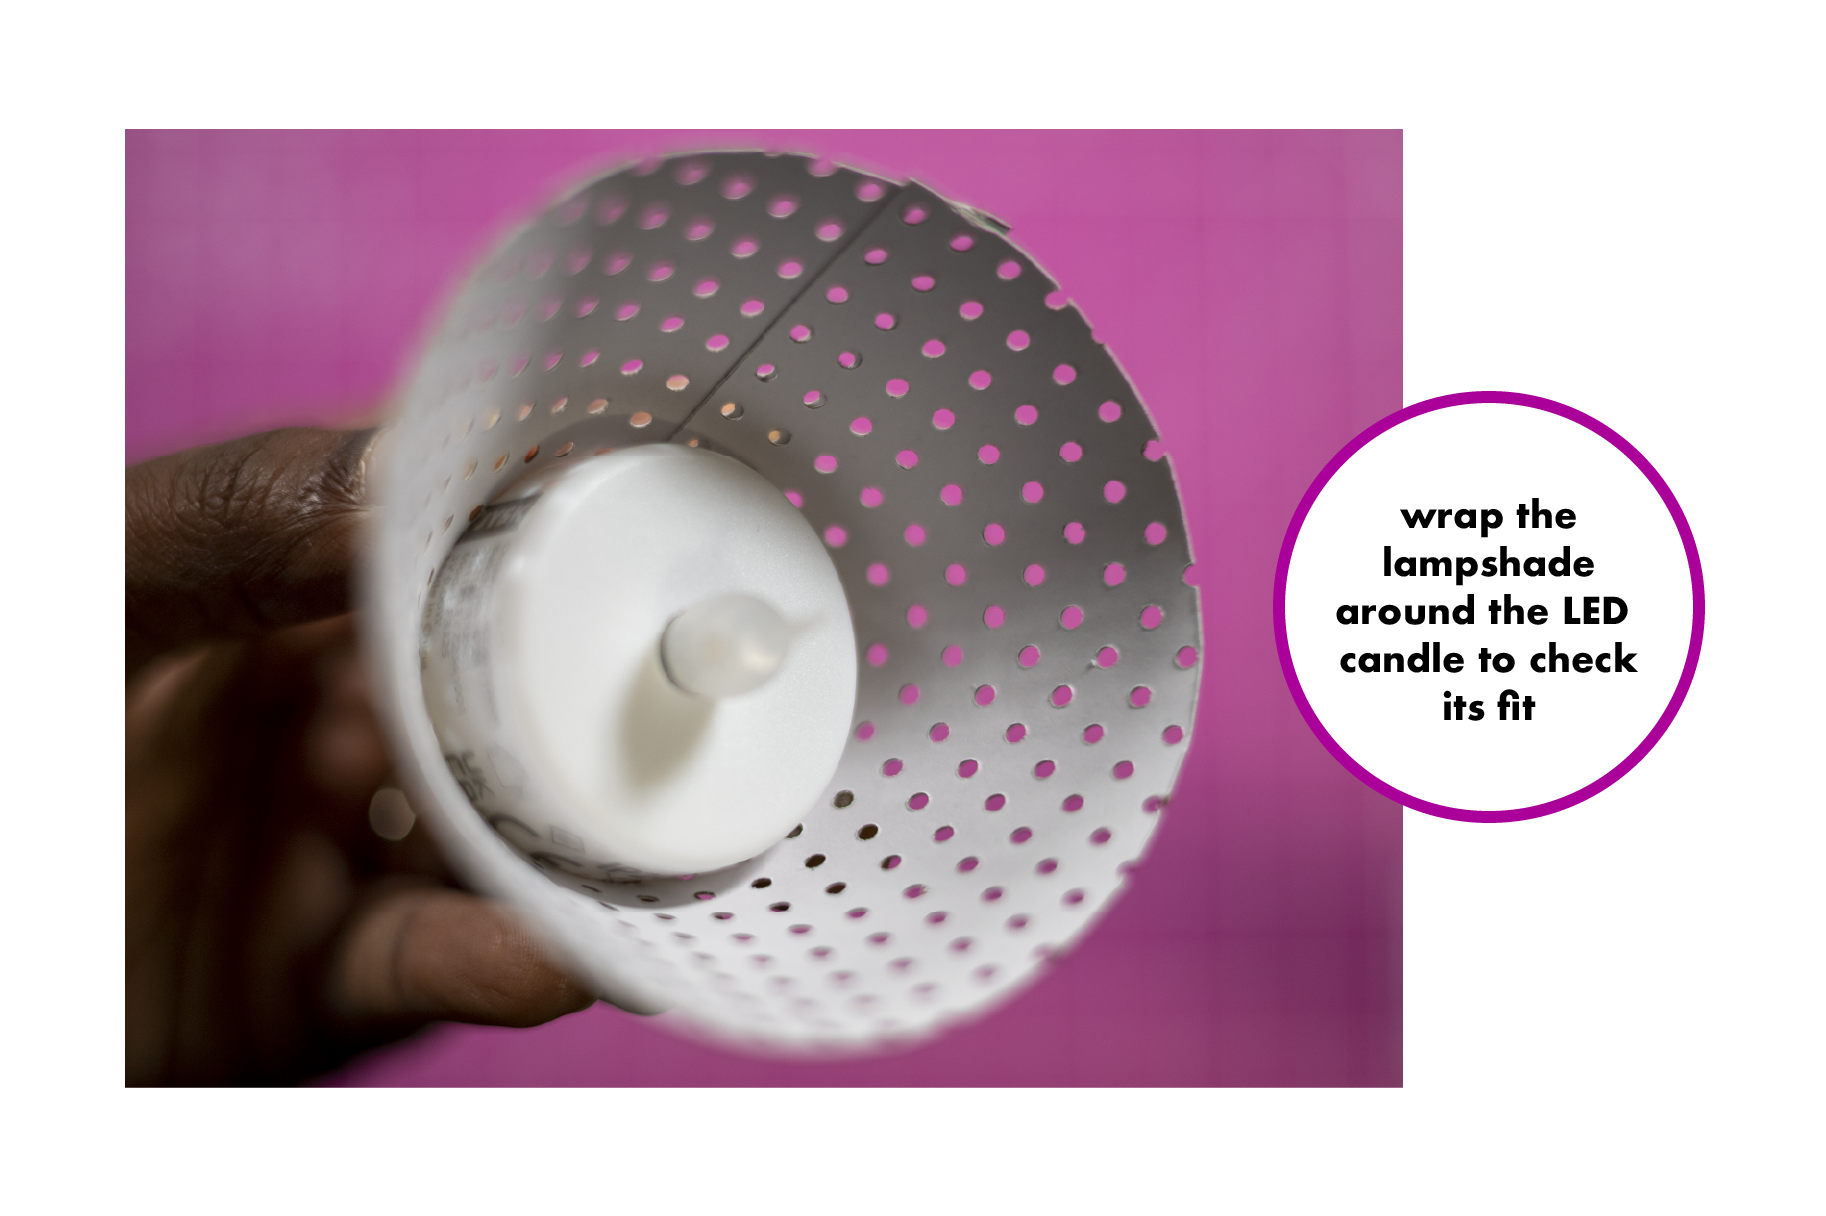 wrap the
lampshade
around the LED
candle to check
its fit